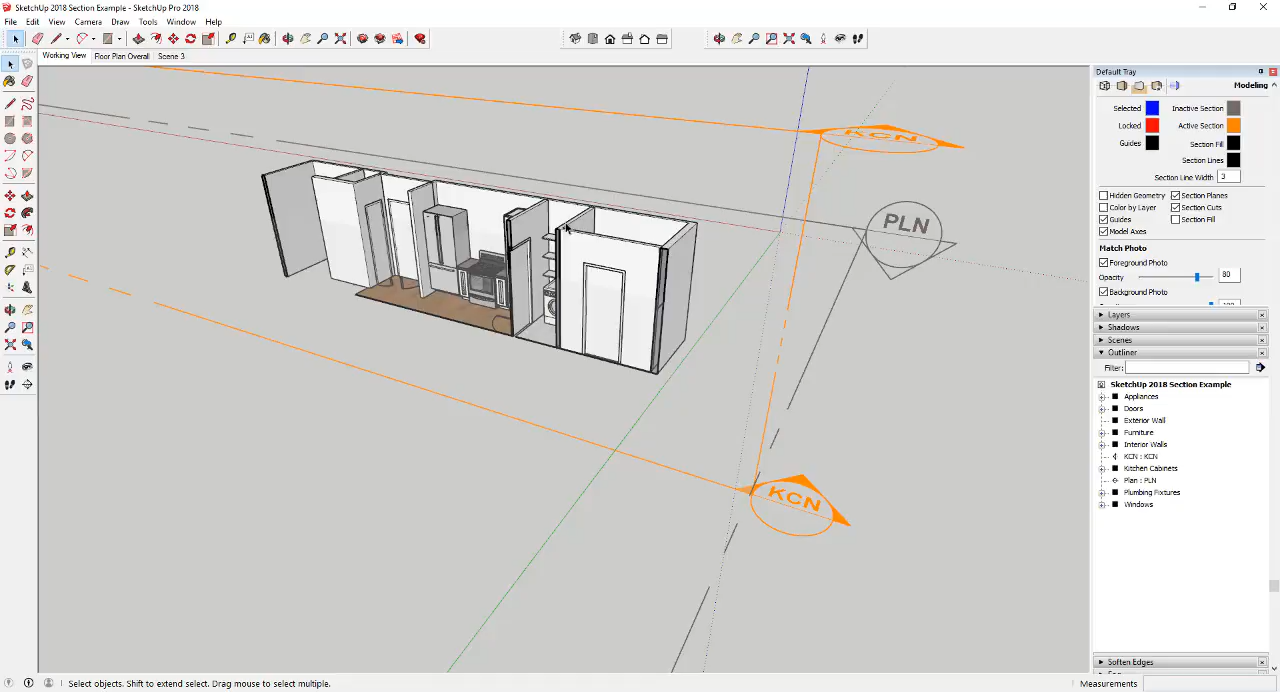 SketchUp 2018 Section Example - SketchUp Pro 2018
File Edit View Camera Draw Tools Window Help
Working View Floor Plan Overall Scene 3
KCN
PLN
KCN
Default Tray
Modeling
Selected Inactive Section
Locked Active Section
Guides Section Fill
Section Lines
Section Line Width 3
Hidden Geometry Section Planes
Color by Layer Section Cuts
Guides Section Fill
Model Axes
Match Photo
Foreground Photo
Opacity 80
Background Photo
Layers
Shadows
Scenes
Outliner
Filter:
SketchUp 2018 Section Example
Appliances
Doors
Exterior Wall
Furniture
Interior Walls
KCN : KCN
Kitchen Cabinets
Plan : PLN
Plumbing Fixtures
Windows
Soften Edges
Select objects. Shift to extend select. Drag mouse to select multiple.
Measurements